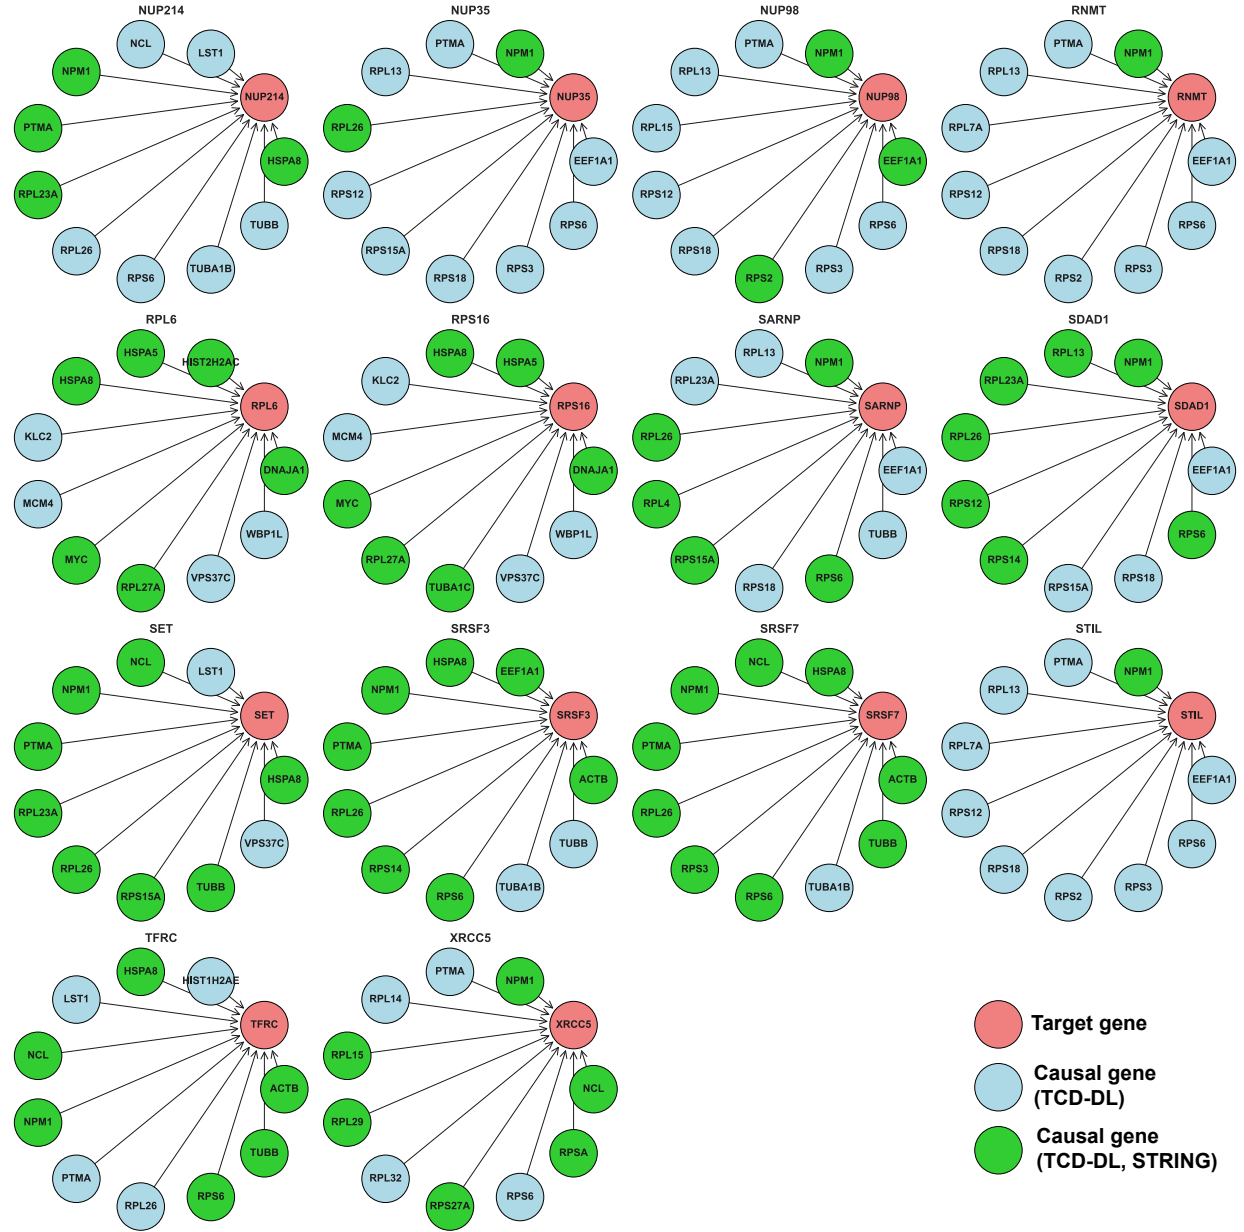 NUP214
NUP35
NUP98
RNMT
NCL
LST1
NPM1
PTMA
RPL23A
RPL26
RPS6
TUBA1B
TUBB
HSPA8
NUP214
PTMA
NPM1
RPL13
RPL26
RPS12
RPS15A
RPS18
RPS3
RPS6
EEF1A1
NUP35
PTMA
NPM1
RPL13
RPL15
RPS12
RPS18
RPS2
RPS3
RPS6
EEF1A1
NUP98
PTMA
NPM1
RPL13
RPL7A
RPS12
RPS18
RPS2
RPS3
RPS6
EEF1A1
RNMT
RPL6
RPS16
SARNP
SDAD1
HSPA5
HIST2H2AC
HSPA8
KLC2
MCM4
MYC
RPL27A
VPS37C
WBP1L
DNAJA1
RPL6
HSPA8
HSPA5
KLC2
MCM4
MYC
RPL27A
TUBA1C
VPS37C
WBP1L
DNAJA1
RPS16
RPL13
NPM1
RPL23A
RPL26
RPL4
RPS15A
RPS18
RPS6
TUBB
EEF1A1
SARNP
RPL13
NPM1
RPL23A
RPL26
RPS12
RPS14
RPS15A
RPS18
RPS6
EEF1A1
SDAD1
SET
SRSF3
SRSF7
STIL
NCL
LST1
NPM1
PTMA
RPL23A
RPL26
RPS15A
TUBB
VPS37C
HSPA8
SET
HSPA8
EEF1A1
NPM1
PTMA
RPL26
RPS14
RPS6
TUBA1B
TUBB
ACTB
SRSF3
NCL
HSPA8
NPM1
PTMA
RPL26
RPS3
RPS6
TUBA1B
TUBB
ACTB
SRSF7
PTMA
NPM1
RPL13
RPL7A
RPS12
RPS18
RPS2
RPS3
RPS6
EEF1A1
STIL
TFRC
XRCC5
HSPA8
HIST1H2AE
LST1
NCL
NPM1
PTMA
RPL26
RPS6
TUBB
ACTB
TFRC
PTMA
NPM1
RPL14
RPL15
RPL29
RPL32
RPS27A
RPS6
RPSA
NCL
XRCC5
Target gene
Causal gene
(TCD-DL)
Causal gene
(TCD-DL, STRING)